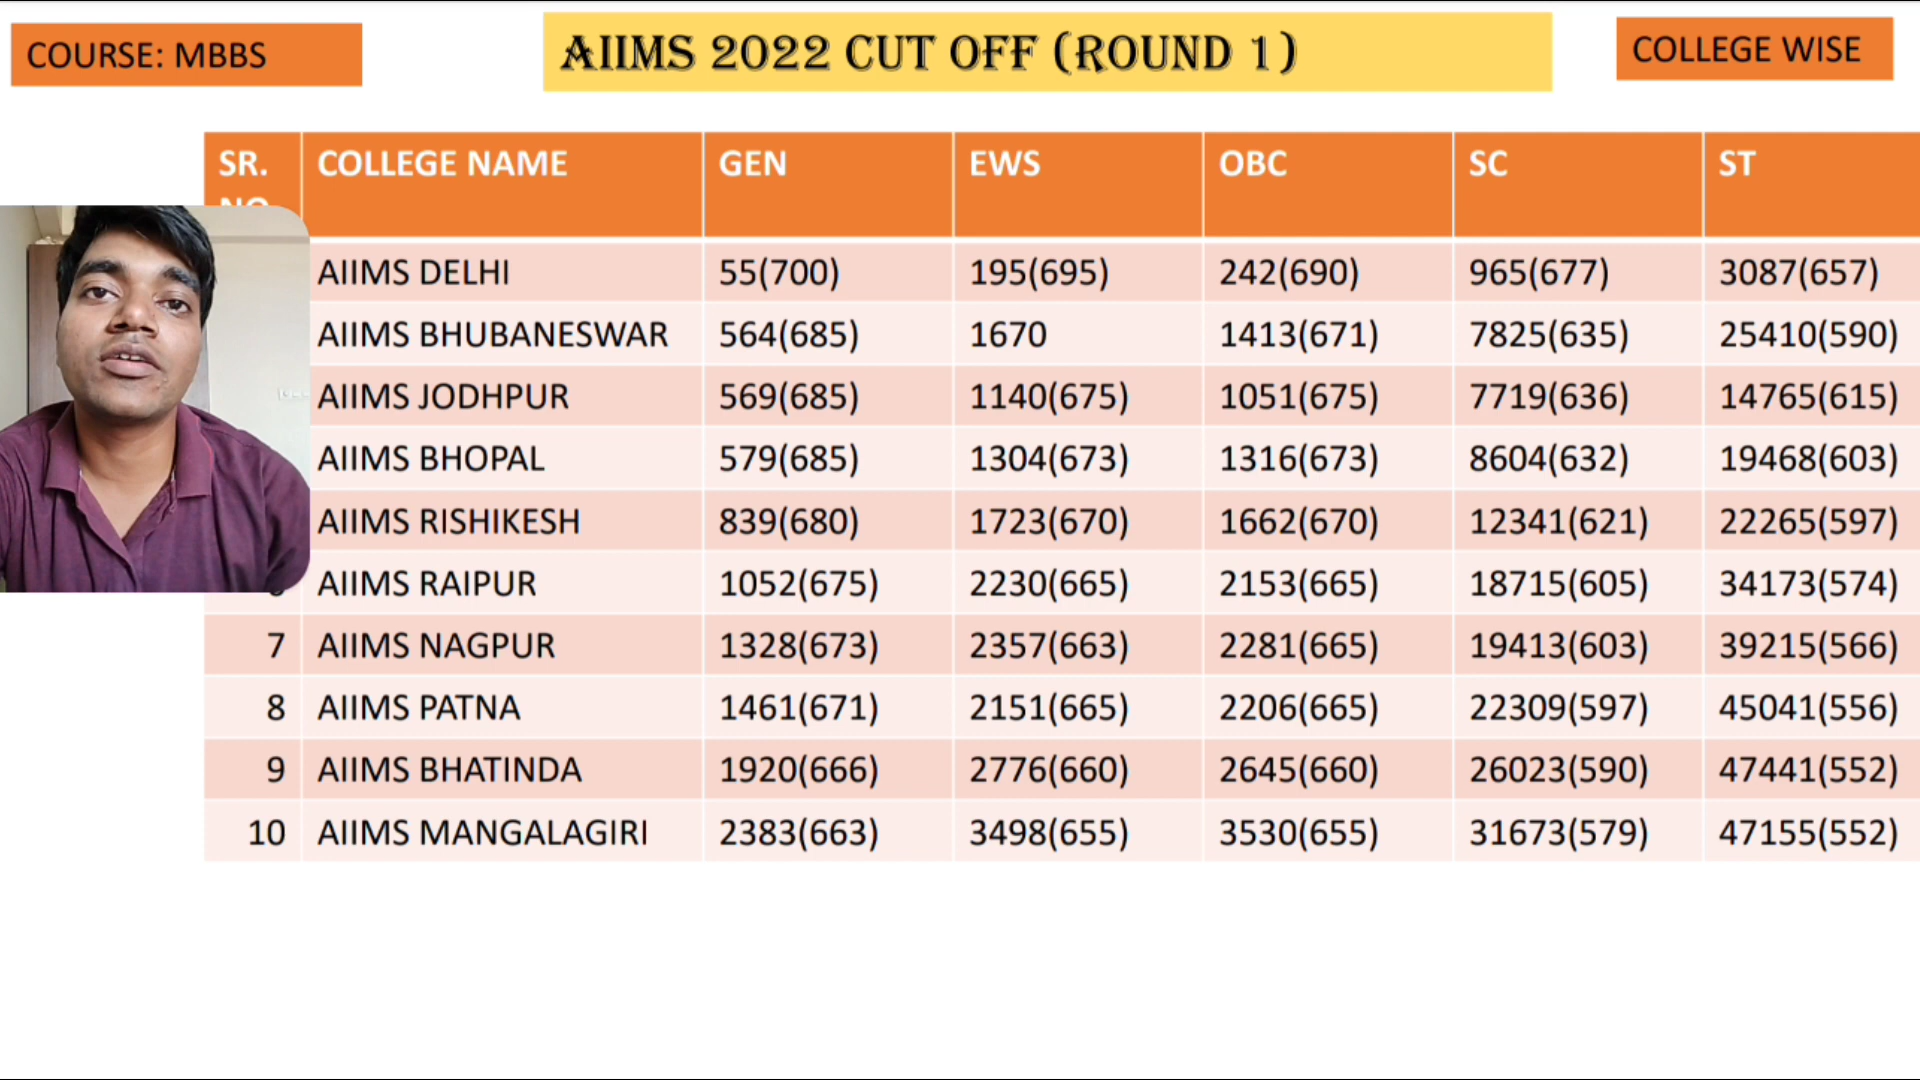 COURSE: MBBS
AIIMS 2022 CUT OFF (ROUND 1)
COLLEGE WISE
SR. COLLEGE NAME GEN EWS OBC SC ST
NO
AIIMS DELHI 55(700) 195(695) 242(690) 965(677) 3087(657)
AIIMS BHUBANESWAR 564(685) 1670 1413(671) 7825(635) 25410(590)
AIIMS JODHPUR 569(685) 1140(675) 1051(675) 7719(636) 14765(615)
AIIMS BHOPAL 579(685) 1304(673) 1316(673) 8604(632) 19468(603)
AIIMS RISHIKESH 839(680) 1723(670) 1662(670) 12341(621) 22265(597)
AIIMS RAIPUR 1052(675) 2230(665) 2153(665) 18715(605) 34173(574)
7 AIIMS NAGPUR 1328(673) 2357(663) 2281(665) 19413(603) 39215(566)
8 AIIMS PATNA 1461(671) 2151(665) 2206(665) 22309(597) 45041(556)
9 AIIMS BHATINDA 1920(666) 2776(660) 2645(660) 26023(590) 47441(552)
10 AIIMS MANGALAGIRI 2383(663) 3498(655) 3530(655) 31673(579) 47155(552)